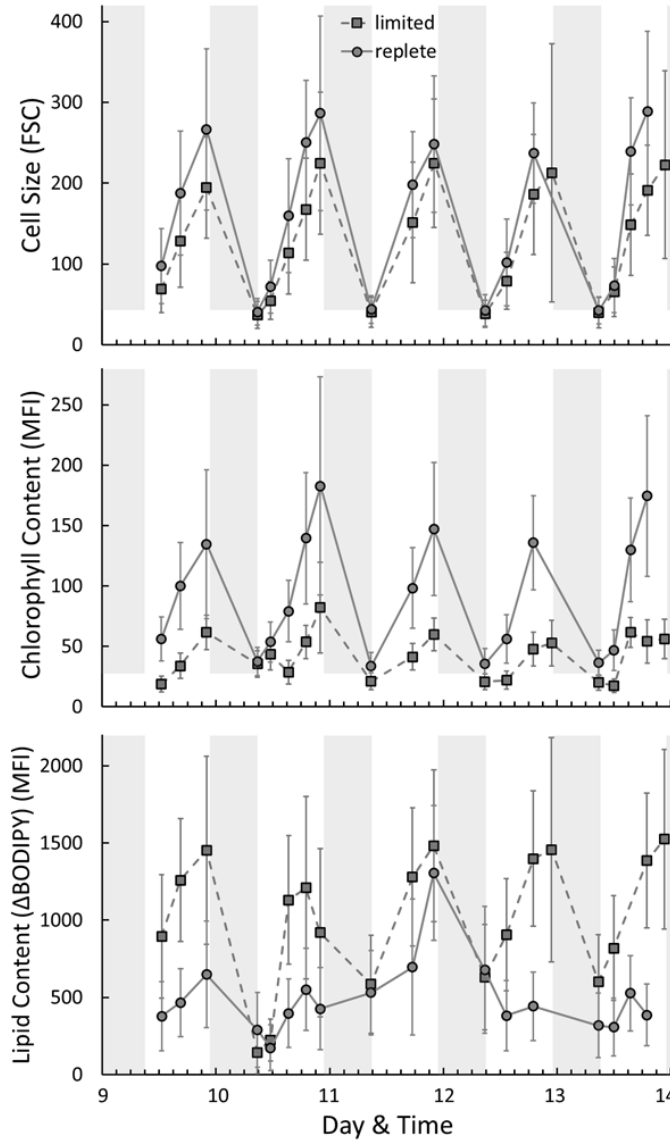 400
limited
replete
300
200
100
0
Cell Size (FSC)
250
200
150
100
50
0
Chlorophyll Content (MFI)
2000
1500
1000
500
0
Lipid Content (ΔBODIPY) (MFI)
9 10 11 12 13 14
Day & Time